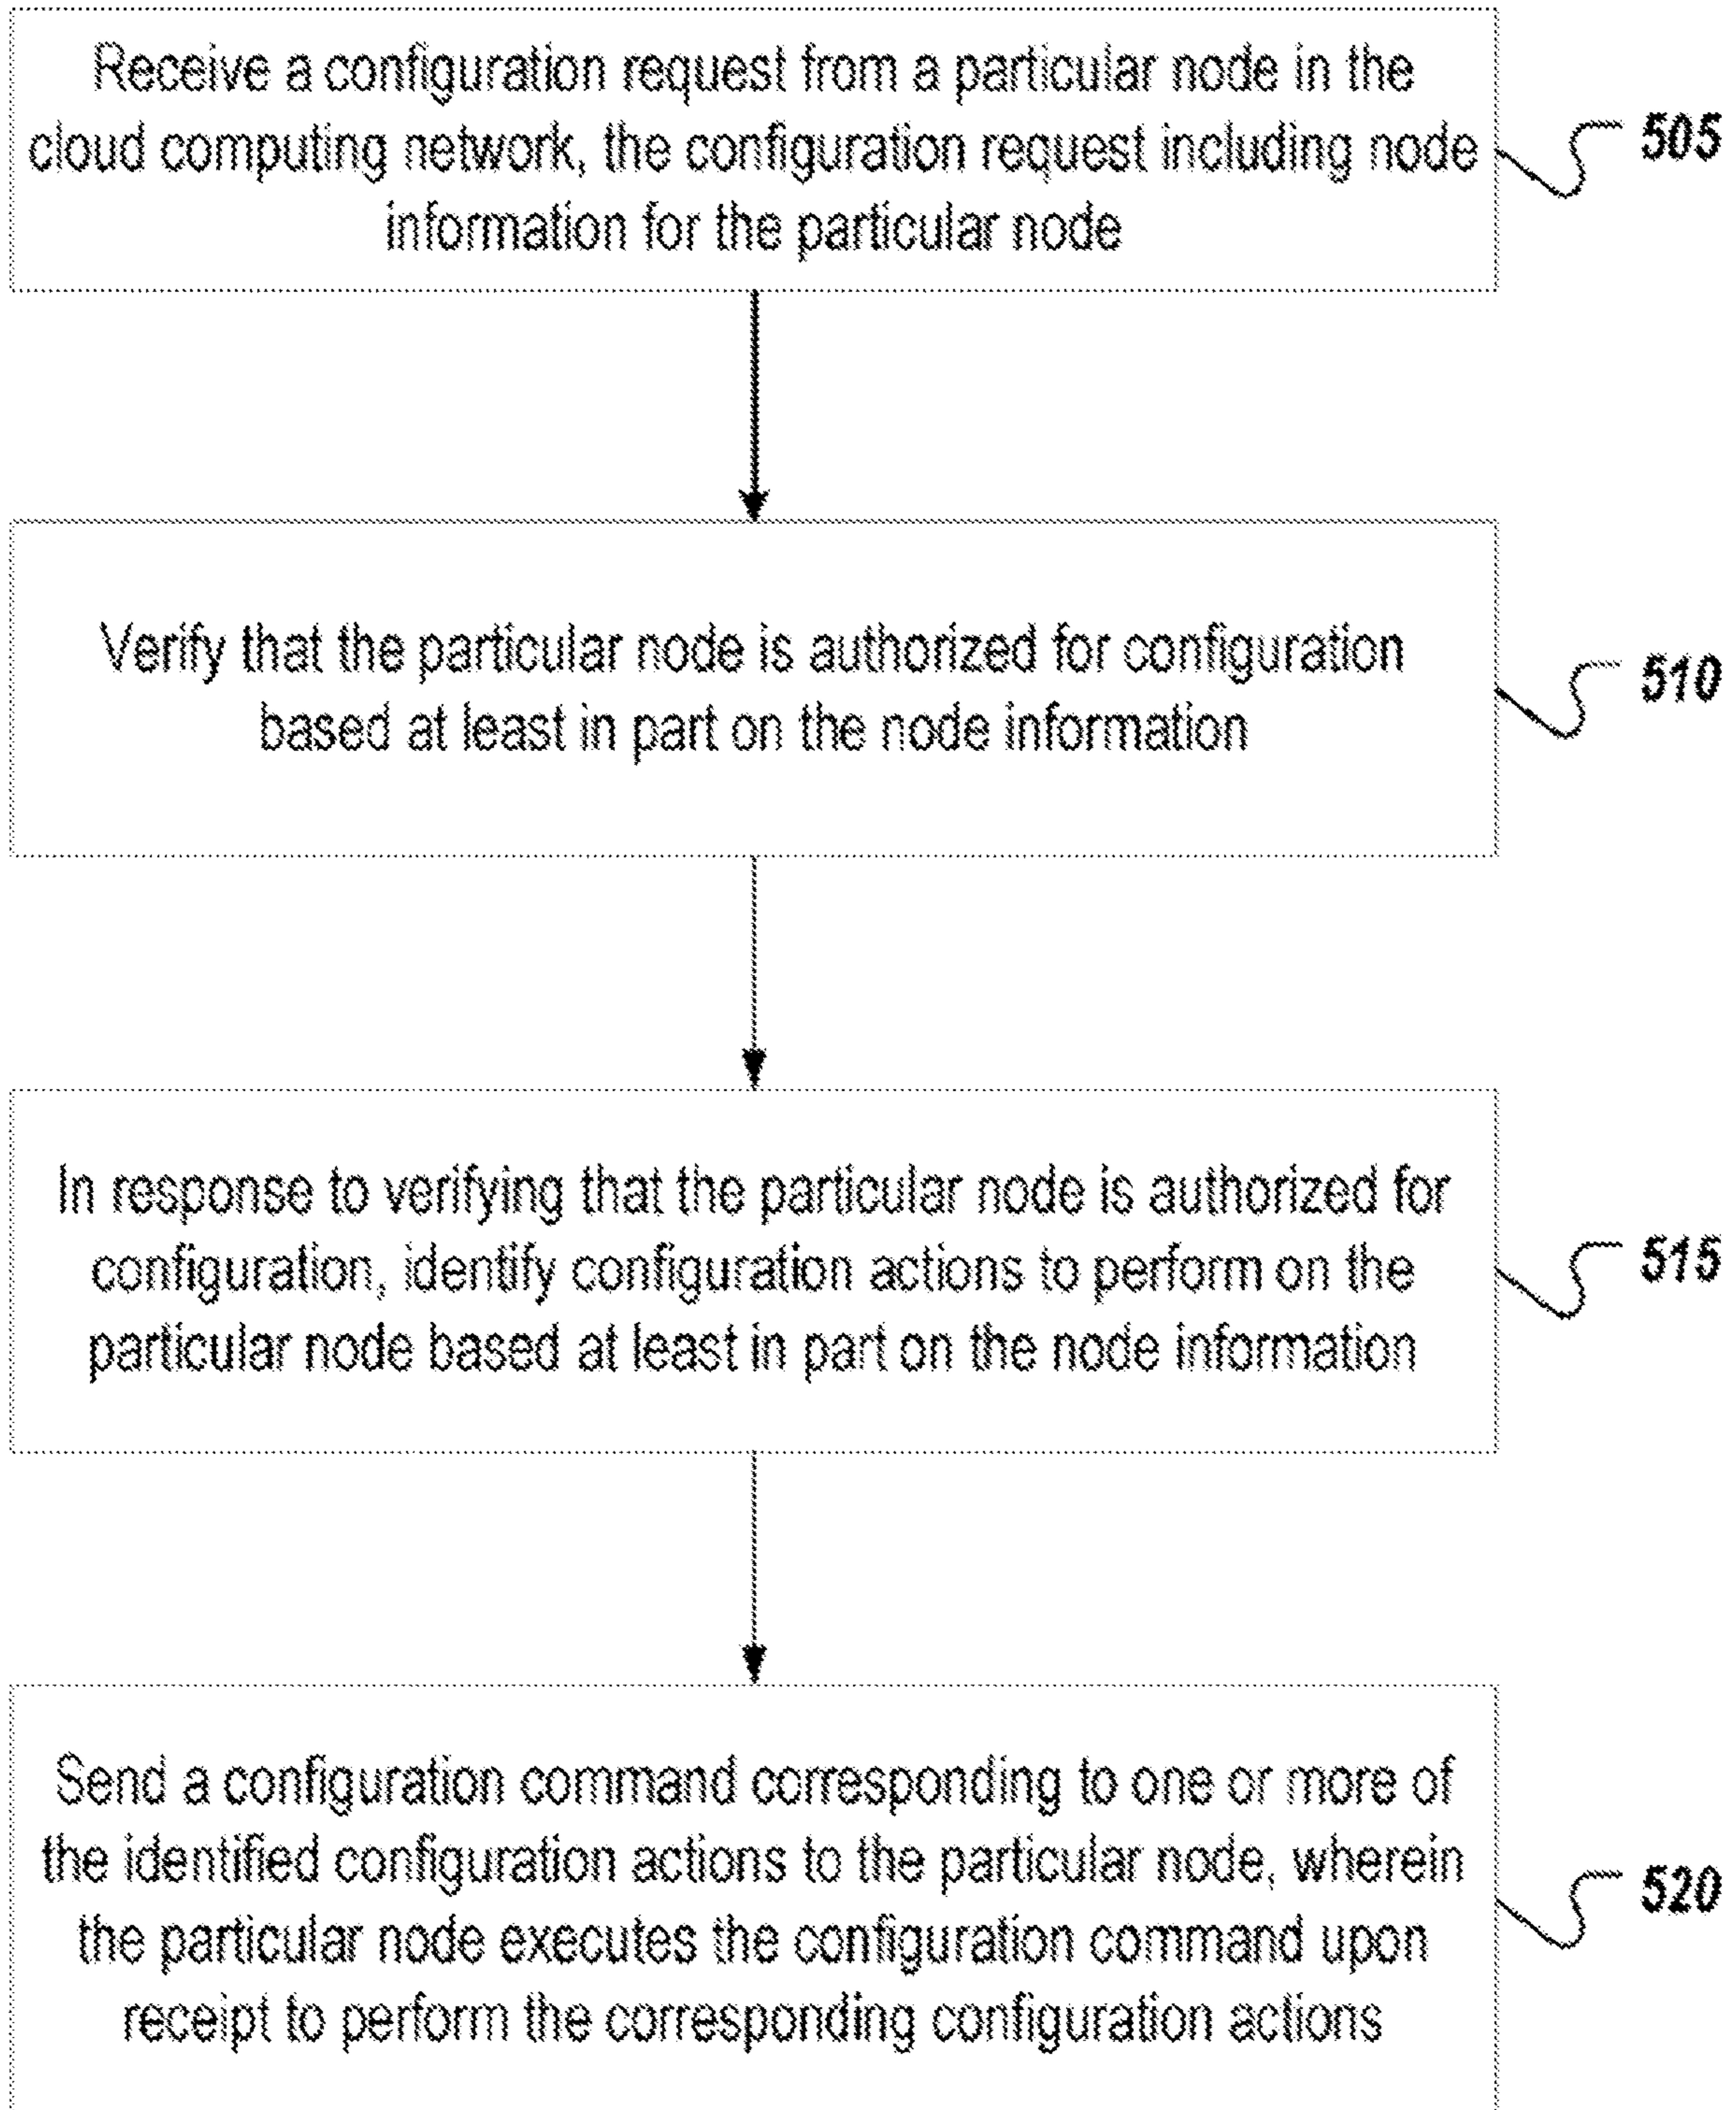 Receive a configuration request from a particular node in the
cloud computing network, the configuration request including node
information for the particular node
505
Verify that the particular node is authorized for configuration
based at least in part on the node information
510
In response to verifying that the particular node is authorized for
configuration, identify configuration actions to perform on the
particular node based at least in part on the node information
515
Send a configuration command corresponding to one or more of
the identified configuration actions to the particular node, wherein
the particular node executes the configuration command upon
receipt to perform the corresponding configuration actions
520